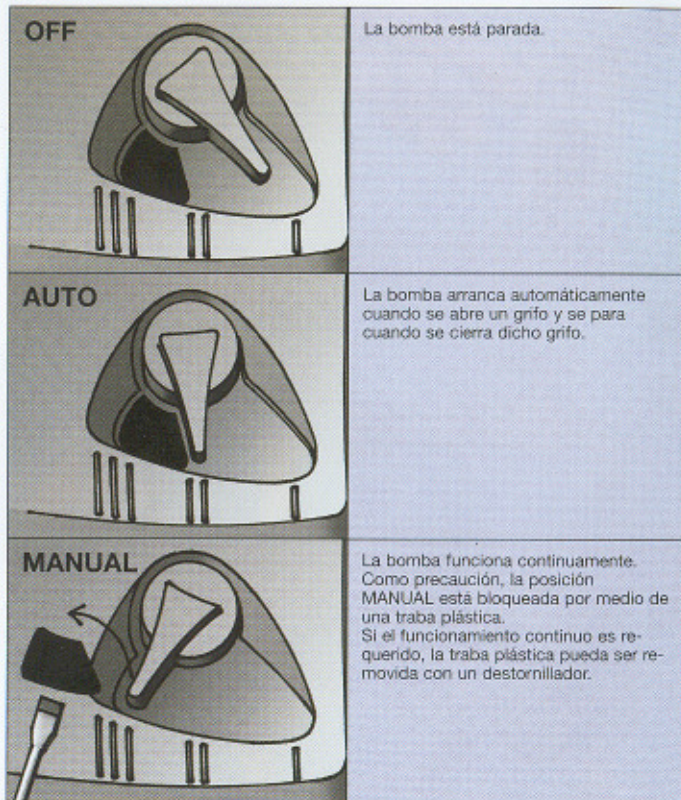 OFF
La bomba está parada.
AUTO
La bomba arranca automáticamente
cuando se abre un grifo y se para
cuando se cierra dicho grifo.
MANUAL
La bomba funciona continuamente.
Como precaución, la posición
MANUAL está bloqueada por medio de
una traba plástica.
Si el funcionamiento continuo es re-
querido, la traba plástica pueda ser re-
movida con un destornillador.